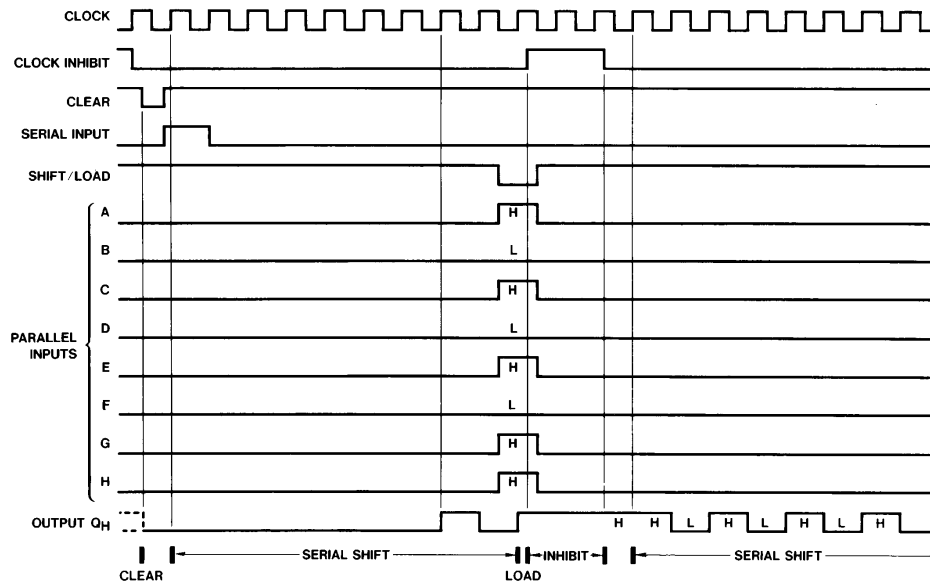 CLOCK
CLOCK INHIBIT
CLEAR
SERIAL INPUT
SHIFT/LOAD
PARALLEL
INPUTS
A H
B L
C H
D L
E H
F L
G H
H H
OUTPUT QH H H L H L H L H
SERIAL SHIFT INHIBIT SERIAL SHIFT
CLEAR LOAD